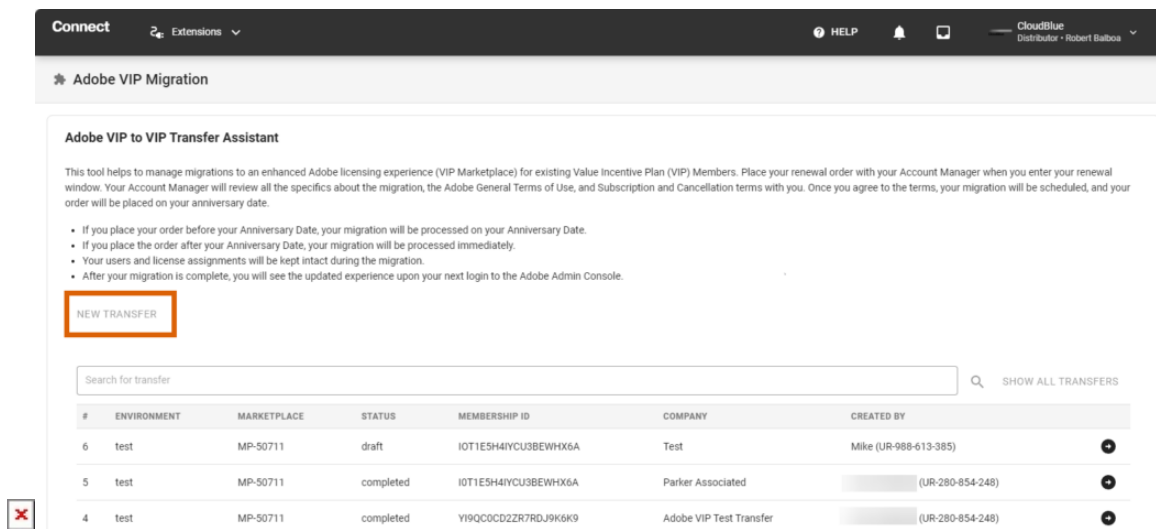 Connect Extensions HELP CloudBlue
Distributor • Robert Balboa
Adobe VIP Migration
Adobe VIP to VIP Transfer Assistant
This tool helps to manage migrations to an enhanced Adobe licensing experience (VIP Marketplace) for existing Value Incentive Plan (VIP) Members. Place your renewal order with your Account Manager when you enter your renewal
window. Your Account Manager will review all the specifics about the migration, the Adobe General Terms of Use, and Subscription and Cancellation terms with you. Once you agree to the terms, your migration will be scheduled, and your
order will be placed on your anniversary date.
• If you place your order before your Anniversary Date, your migration will be processed on your Anniversary Date.
• If you place the order after your Anniversary Date, your migration will be processed immediately.
• Your users and license assignments will be kept intact during the migration.
• After your migration is complete, you will see the updated experience upon your next login to the Adobe Admin Console.
NEW TRANSFER
Search for transfer SHOW ALL TRANSFERS
# ENVIRONMENT MARKETPLACE STATUS MEMBERSHIP ID COMPANY CREATED BY
6 test MP-50711 draft IOT1E5H4IYCU3BEWHX6A Test Mike (UR-988-613-385)
5 test MP-50711 completed I0T1E5H4IYCU3BEWHX6A Parker Associated (UR-280-854-248)
4 test MP-50711 completed YI9QC0CD2ZR7RDJ9K6K9 Adobe VIP Test Transfer (UR-280-854-248)